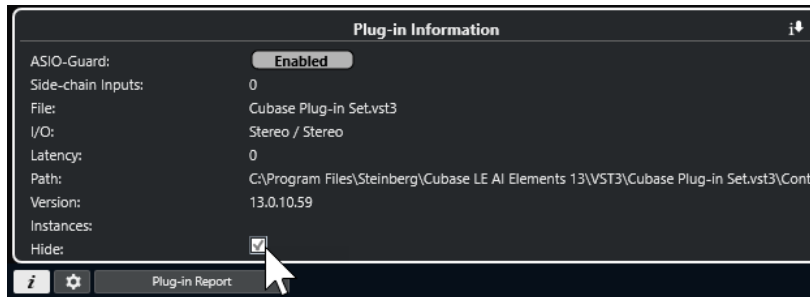 Plug-in Information
ASIO-Guard: Enabled
Side-chain Inputs: 0
File: Cubase Plug-in Set.vst3
I/O: Stereo / Stereo
Latency: 0
Path: C:\Program Files\Steinberg\Cubase LE AI Elements 13\VST3\Cubase Plug-in Set.vst3\Cont
Version: 13.0.10.59
Instances:
Hide:
i Plug-in Report